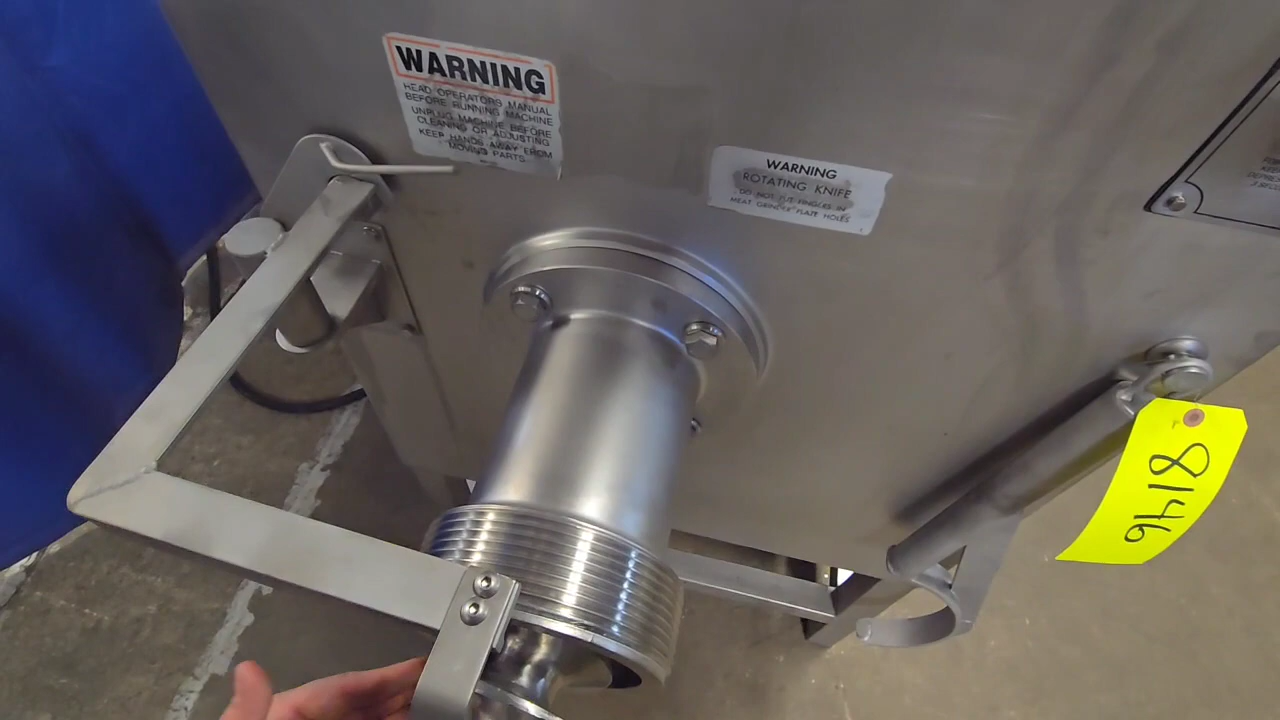 WARNING
READ OPERATORS MANUAL
BEFORE RUNNING MACHINE
UNPLUG MACHINE BEFORE
CLEANING OR ADJUSTING
KEEP HANDS AWAY FROM
MOVING PARTS
WARNING
ROTATING KNIFE
DO NOT PUT FINGERS IN
MEAT GRINDER PLATE HOLES
8146